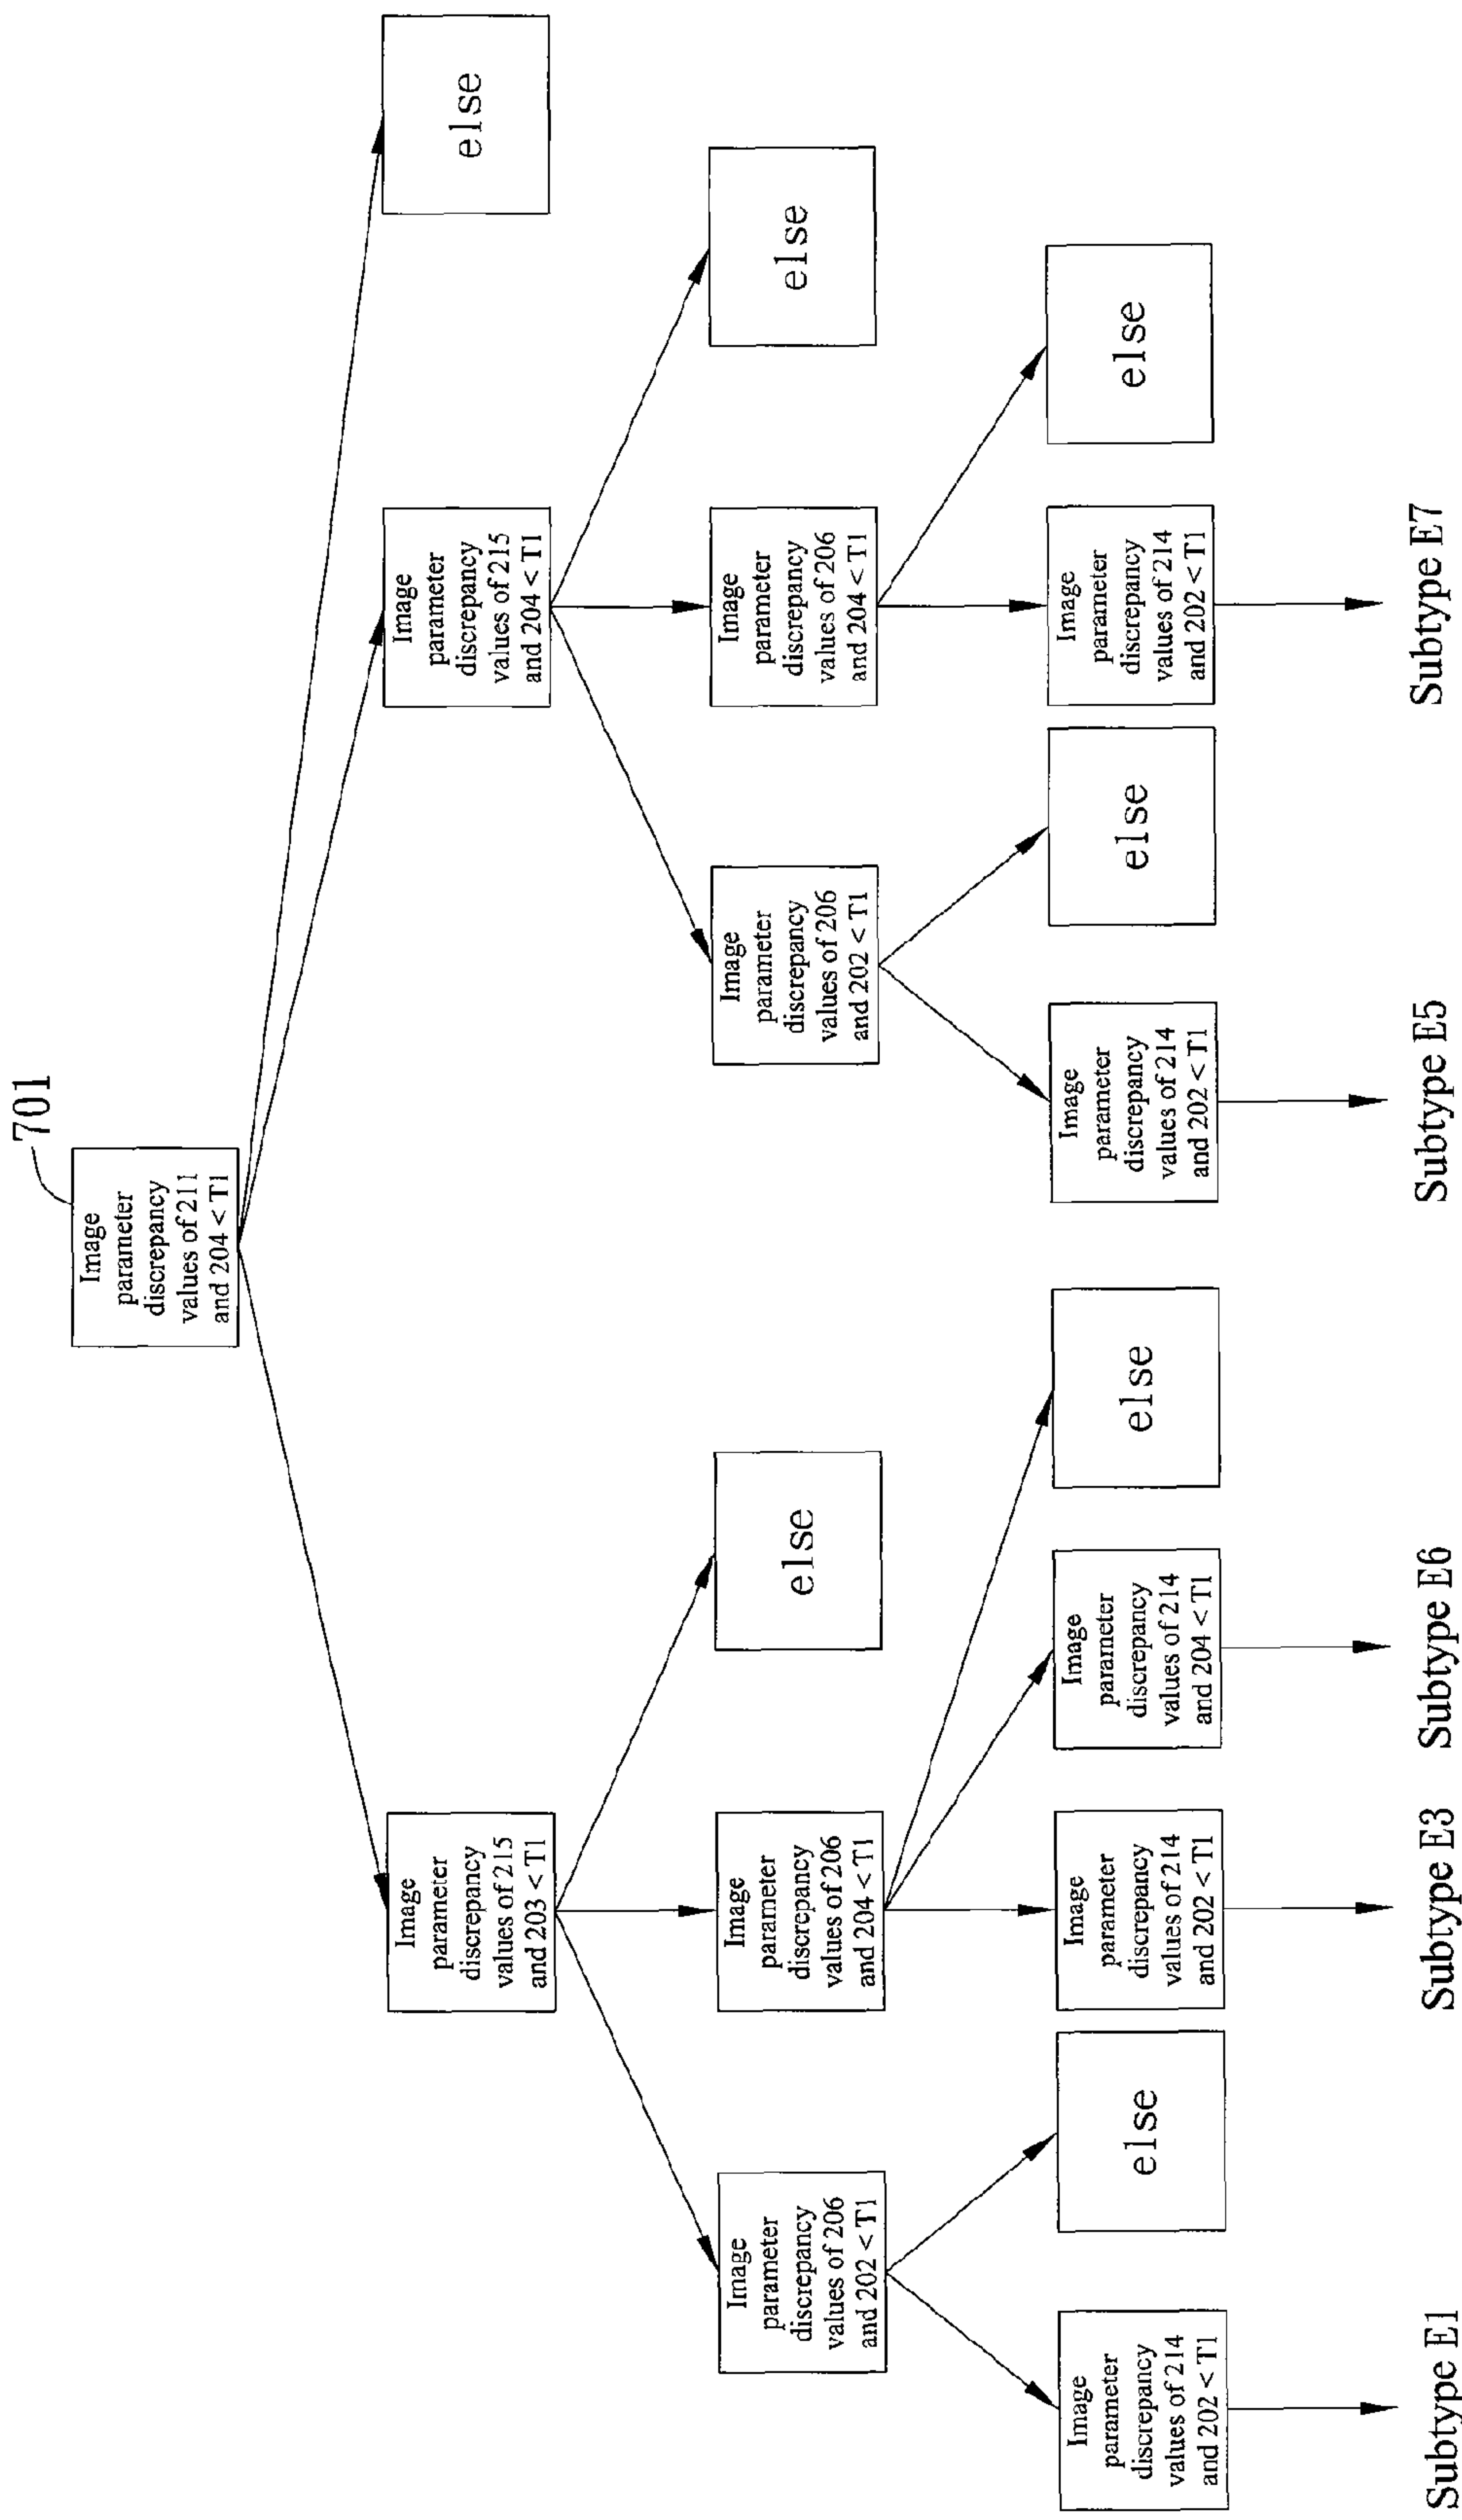 701
Image
parameter
discrepancy
values of 211
and 204 < T1
Image
parameter
discrepancy
values of 215
and 203 < T1
Image
parameter
discrepancy
values of 215
and 204 < T1
else
Image
parameter
discrepancy
values of 206
and 202 < T1
Image
parameter
discrepancy
values of 206
and 204 < T1
else
Image
parameter
discrepancy
values of 206
and 202 < T1
Image
parameter
discrepancy
values of 206
and 204 < T1
else
Image
parameter
discrepancy
values of 214
and 202 < T1
else
Image
parameter
discrepancy
values of 214
and 202 < T1
Image
parameter
discrepancy
values of 214
and 204 < T1
else
Image
parameter
discrepancy
values of 214
and 202 < T1
else
Image
parameter
discrepancy
values of 214
and 202 < T1
else
Subtype E1
Subtype E3
Subtype E6
Subtype E5
Subtype E7